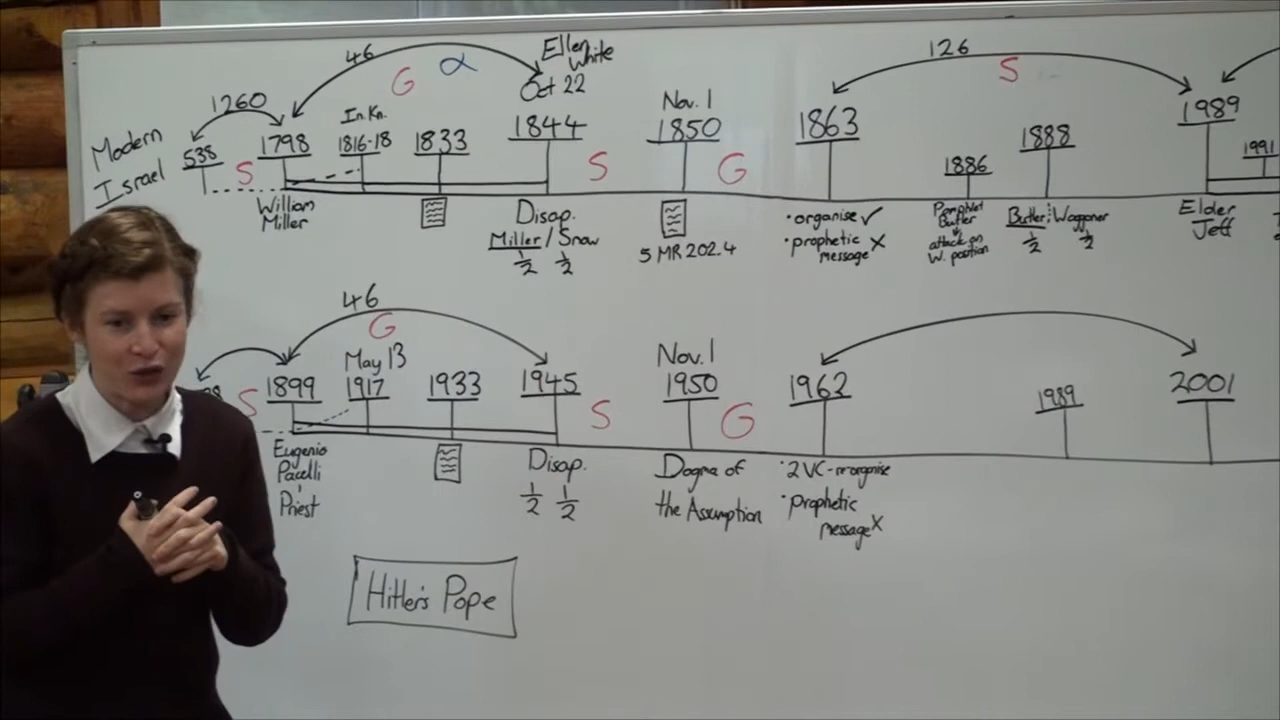 46
G
α
Ellen
White
Oct 22
126
S
1260
In. Kn.
Nov. 1
Modern
Israel
538
S
1798
1816-18
1833
1844
S
1850
G
1863
1886
1888
1989
1991
William
Miller
Disap.
Miller / Snow
1/2 1/2
5 MR 202.4
• organise ✓
• prophetic
message X
Pamphlet
Butler
attack on
W. position
Butler : Waggoner
1/2 1/2
Elder
Jeff
46
G
May 13
Nov. 1
S
1899
1917
1933
1945
S
1950
G
1962
1989
2001
Eugenio
Pacelli
Priest
Disap.
1/2 1/2
Dogma of
the Assumption
• 2VC - reorganise
• Prophetic
message X
Hitler's Pope